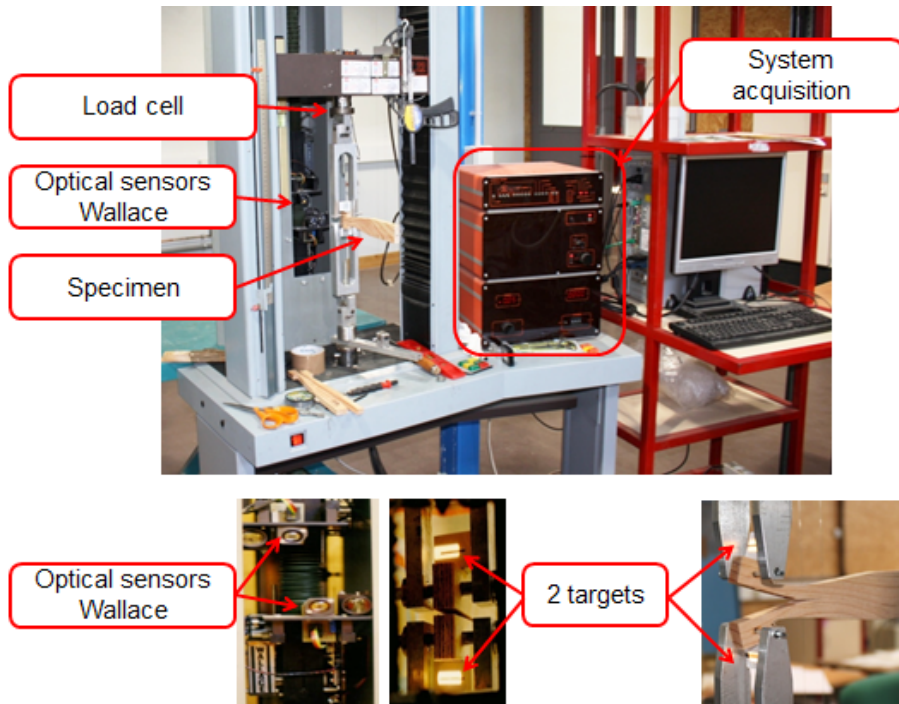 Load cell
System
acquisition
Optical sensors
Wallace
Specimen
Optical sensors
Wallace
2 targets